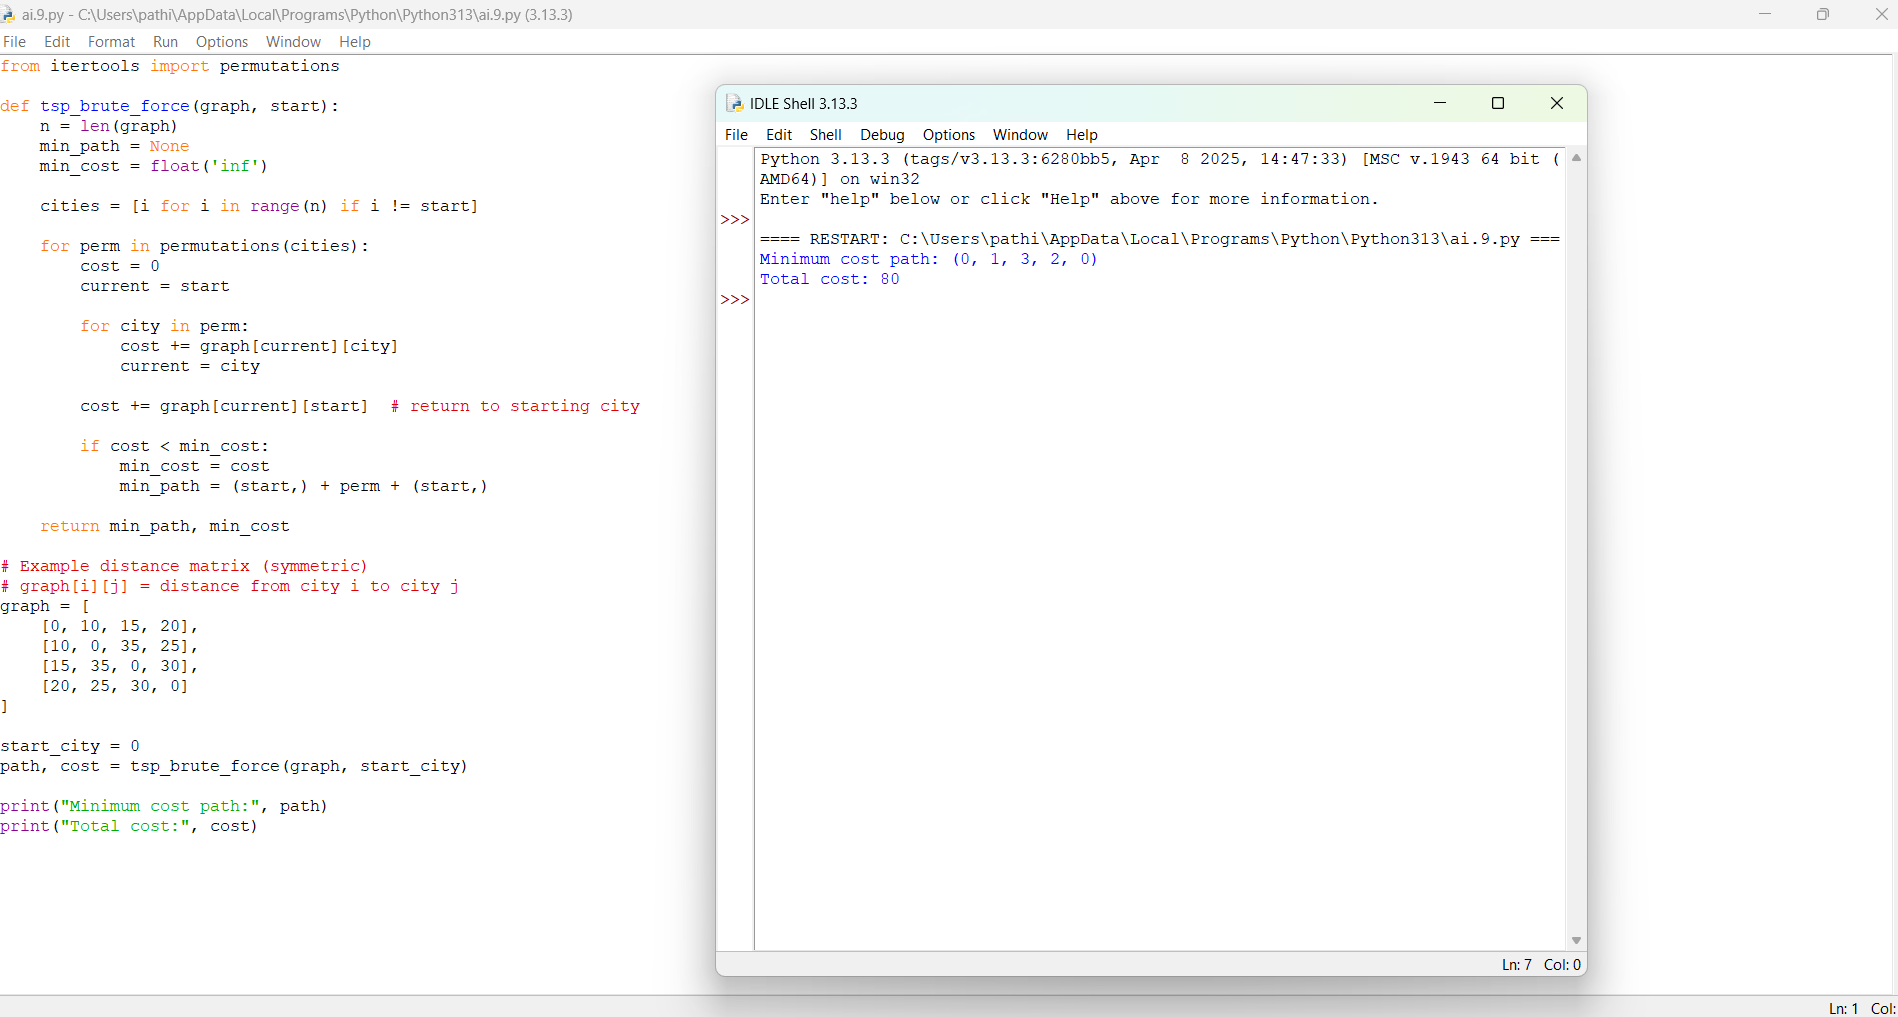 ai.9.py - C:\Users\pathi\AppData\Local\Programs\Python\Python313\ai.9.py (3.13.3)
File Edit Format Run Options Window Help
from itertools import permutations
def tsp_brute_force(graph, start):
    n = len(graph)
    min_path = None
    min_cost = float('inf')
    cities = [i for i in range(n) if i != start]
    for perm in permutations(cities):
        cost = 0
        current = start
        for city in perm:
            cost += graph[current][city]
            current = city
        cost += graph[current][start]  # return to starting city
        if cost < min_cost:
            min_cost = cost
            min_path = (start,) + perm + (start,)
    return min_path, min_cost
# Example distance matrix (symmetric)
# graph[i][j] = distance from city i to city j
graph = [
    [0, 10, 15, 20],
    [10, 0, 35, 25],
    [15, 35, 0, 30],
    [20, 25, 30, 0]
]
start_city = 0
path, cost = tsp_brute_force(graph, start_city)
print("Minimum cost path:", path)
print("Total cost:", cost)
IDLE Shell 3.13.3
File Edit Shell Debug Options Window Help
Python 3.13.3 (tags/v3.13.3:6280bb5, Apr  8 2025, 14:47:33) [MSC v.1943 64 bit (
AMD64)] on win32
Enter "help" below or click "Help" above for more information.
>>>
==== RESTART: C:\Users\pathi\AppData\Local\Programs\Python\Python313\ai.9.py ===
Minimum cost path: (0, 1, 3, 2, 0)
Total cost: 80
>>>
Ln: 7 Col: 0
Ln: 1 Col: